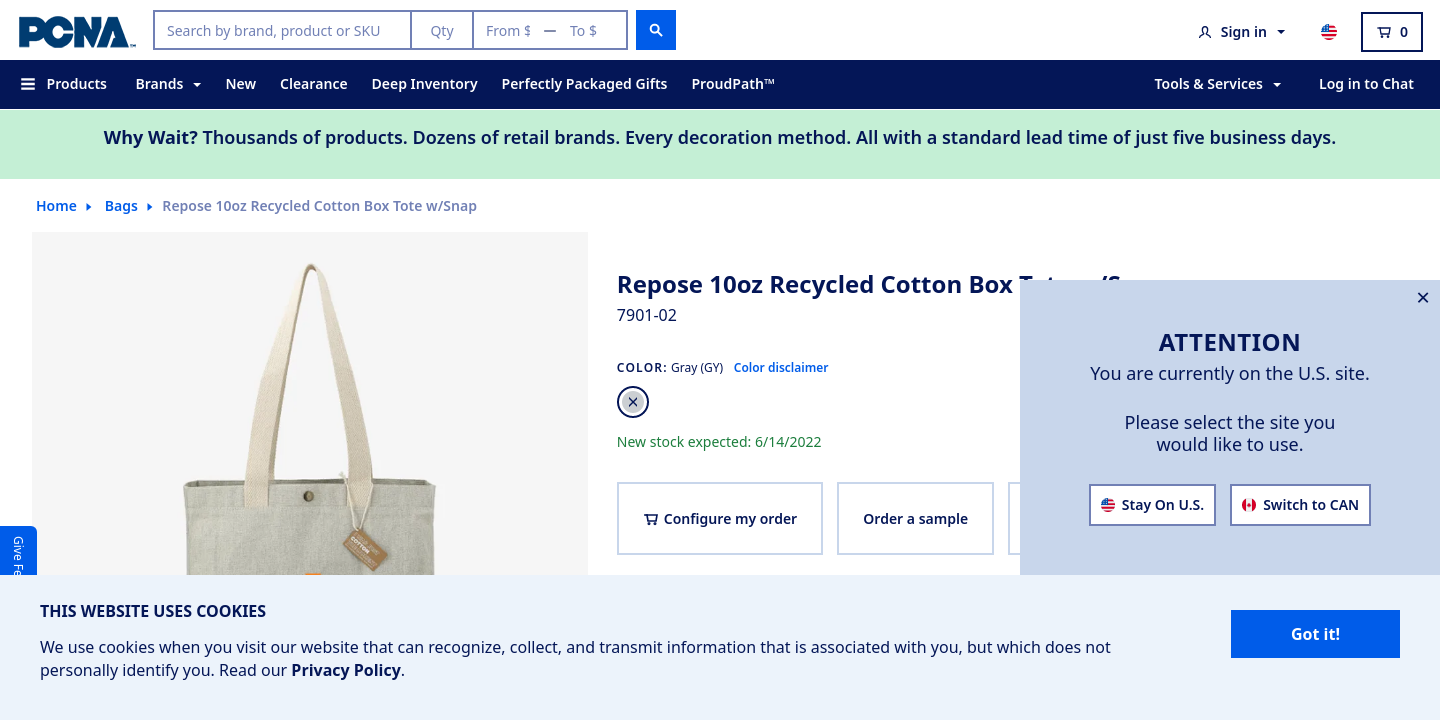 PCNA
Search by brand, product or SKU
Qty
From $
To $
Sign in
0
Products
Brands
New
Clearance
Deep Inventory
Perfectly Packaged Gifts
ProudPath™
Tools & Services
Log in to Chat
Why Wait? Thousands of products. Dozens of retail brands. Every decoration method. All with a standard lead time of just five business days.
Home
Bags
Repose 10oz Recycled Cotton Box Tote w/Snap
Repose 10oz Recycled Cotton Box
7901-02
COLOR: Gray (GY) Color disclaimer
New stock expected: 6/14/2022
Configure my order
Order a sample
COTTON
ATTENTION
You are currently on the U.S. site.
Please select the site you
would like to use.
Stay On U.S.
Switch to CAN
Give
THIS WEBSITE USES COOKIES
We use cookies when you visit our website that can recognize, collect, and transmit information that is associated with you, but which does not
personally identify you. Read our Privacy Policy.
Got it!